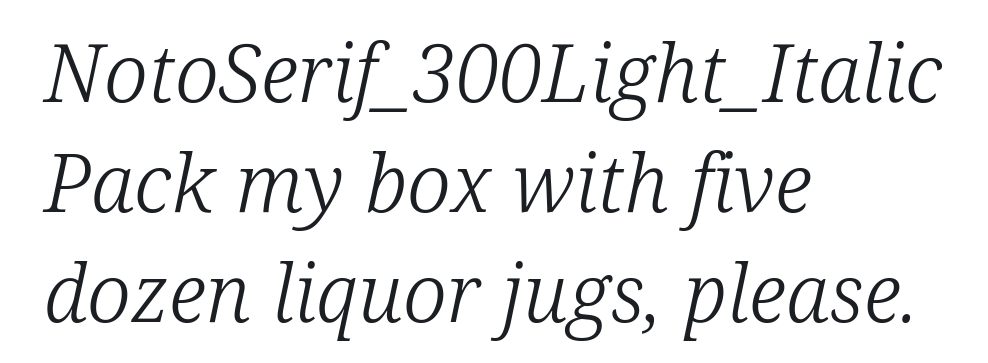 NotoSerif_300Light_Italic
Pack my box with five
dozen liquor jugs, please.